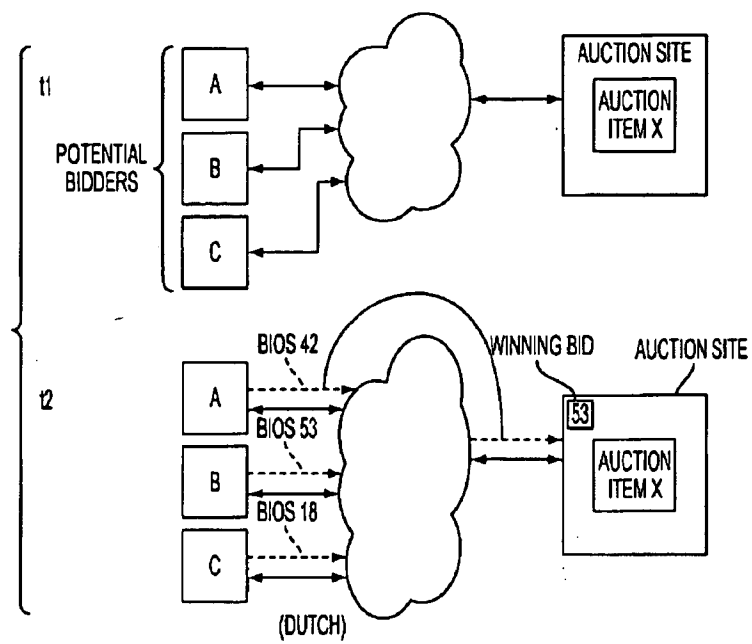 t1
POTENTIAL
BIDDERS
A
B
C
AUCTION SITE
AUCTION
ITEM X
t2
BIOS 42
A
BIOS 53
B
BIOS 18
C
(DUTCH)
WINNING BID
AUCTION SITE
53
AUCTION
ITEM X